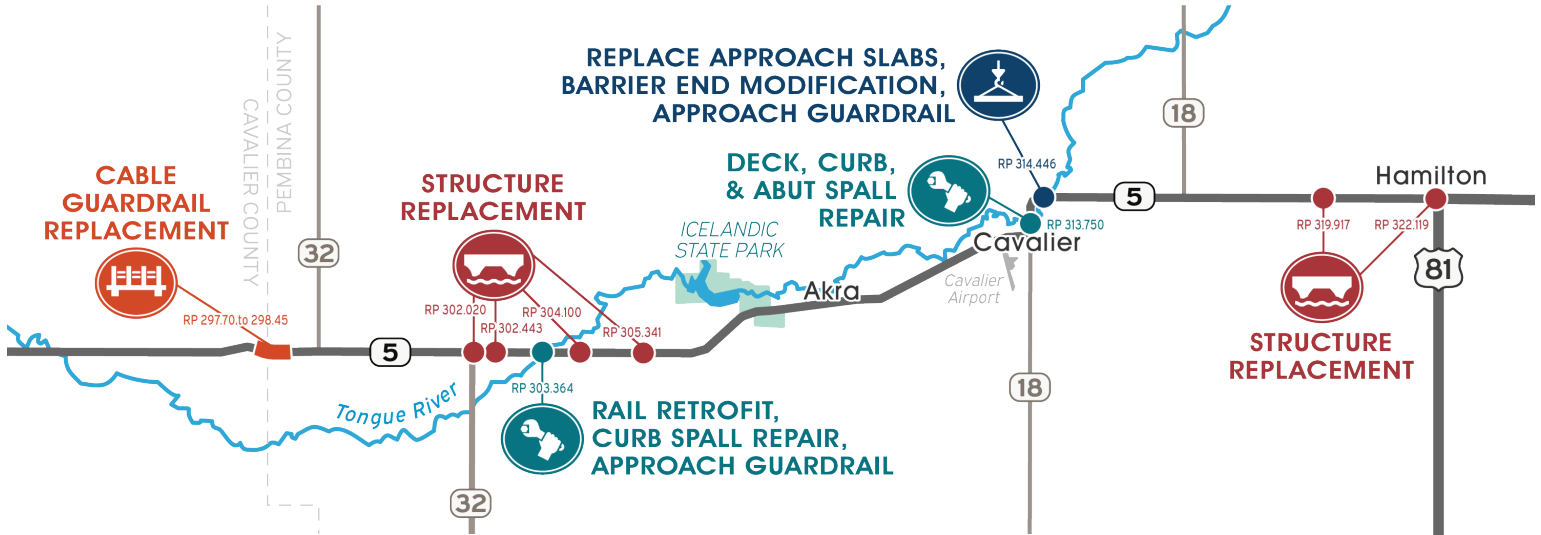 REPLACE APPROACH SLABS,
BARRIER END MODIFICATION,
APPROACH GUARDRAIL
RP 314.446
18
CAVALIER COUNTY
PEMBINA COUNTY
CABLE
GUARDRAIL
REPLACEMENT
RP 297.70 to 298.45
32
STRUCTURE
REPLACEMENT
RP 302.020
RP 302.443
RP 304.100
RP 305.341
ICELANDIC
STATE PARK
DECK, CURB,
& ABUT SPALL
REPAIR
RP 313.750
Cavalier
Cavalier
Airport
Akra
5
Hamilton
RP 319.917
RP 322.119
81
STRUCTURE
REPLACEMENT
5
Tongue River
RP 303.364
RAIL RETROFIT,
CURB SPALL REPAIR,
APPROACH GUARDRAIL
18
32